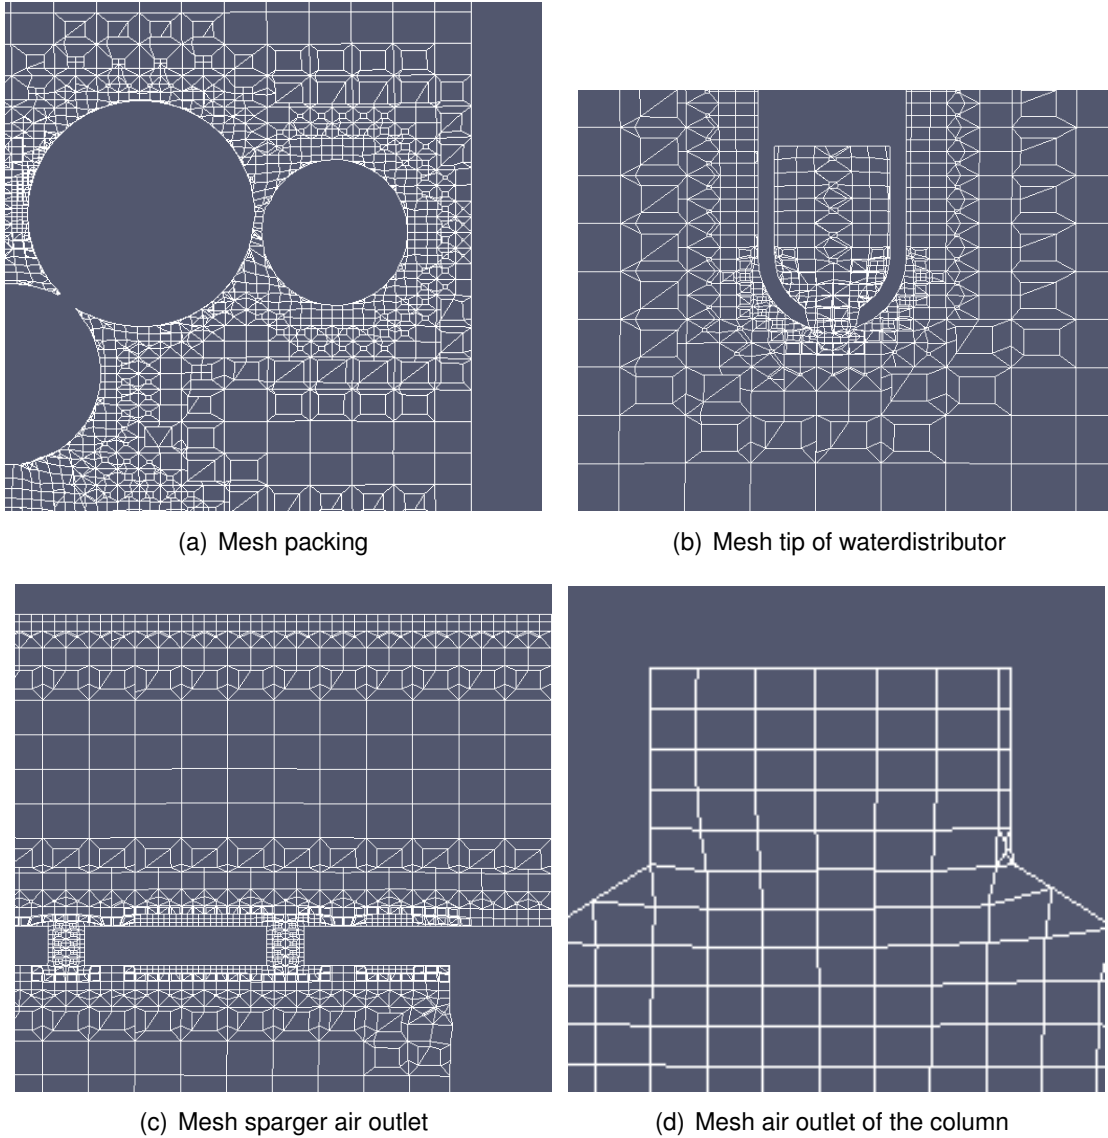 (a) Mesh packing
(b) Mesh tip of waterdistributor
(c) Mesh sparger air outlet
(d) Mesh air outlet of the column